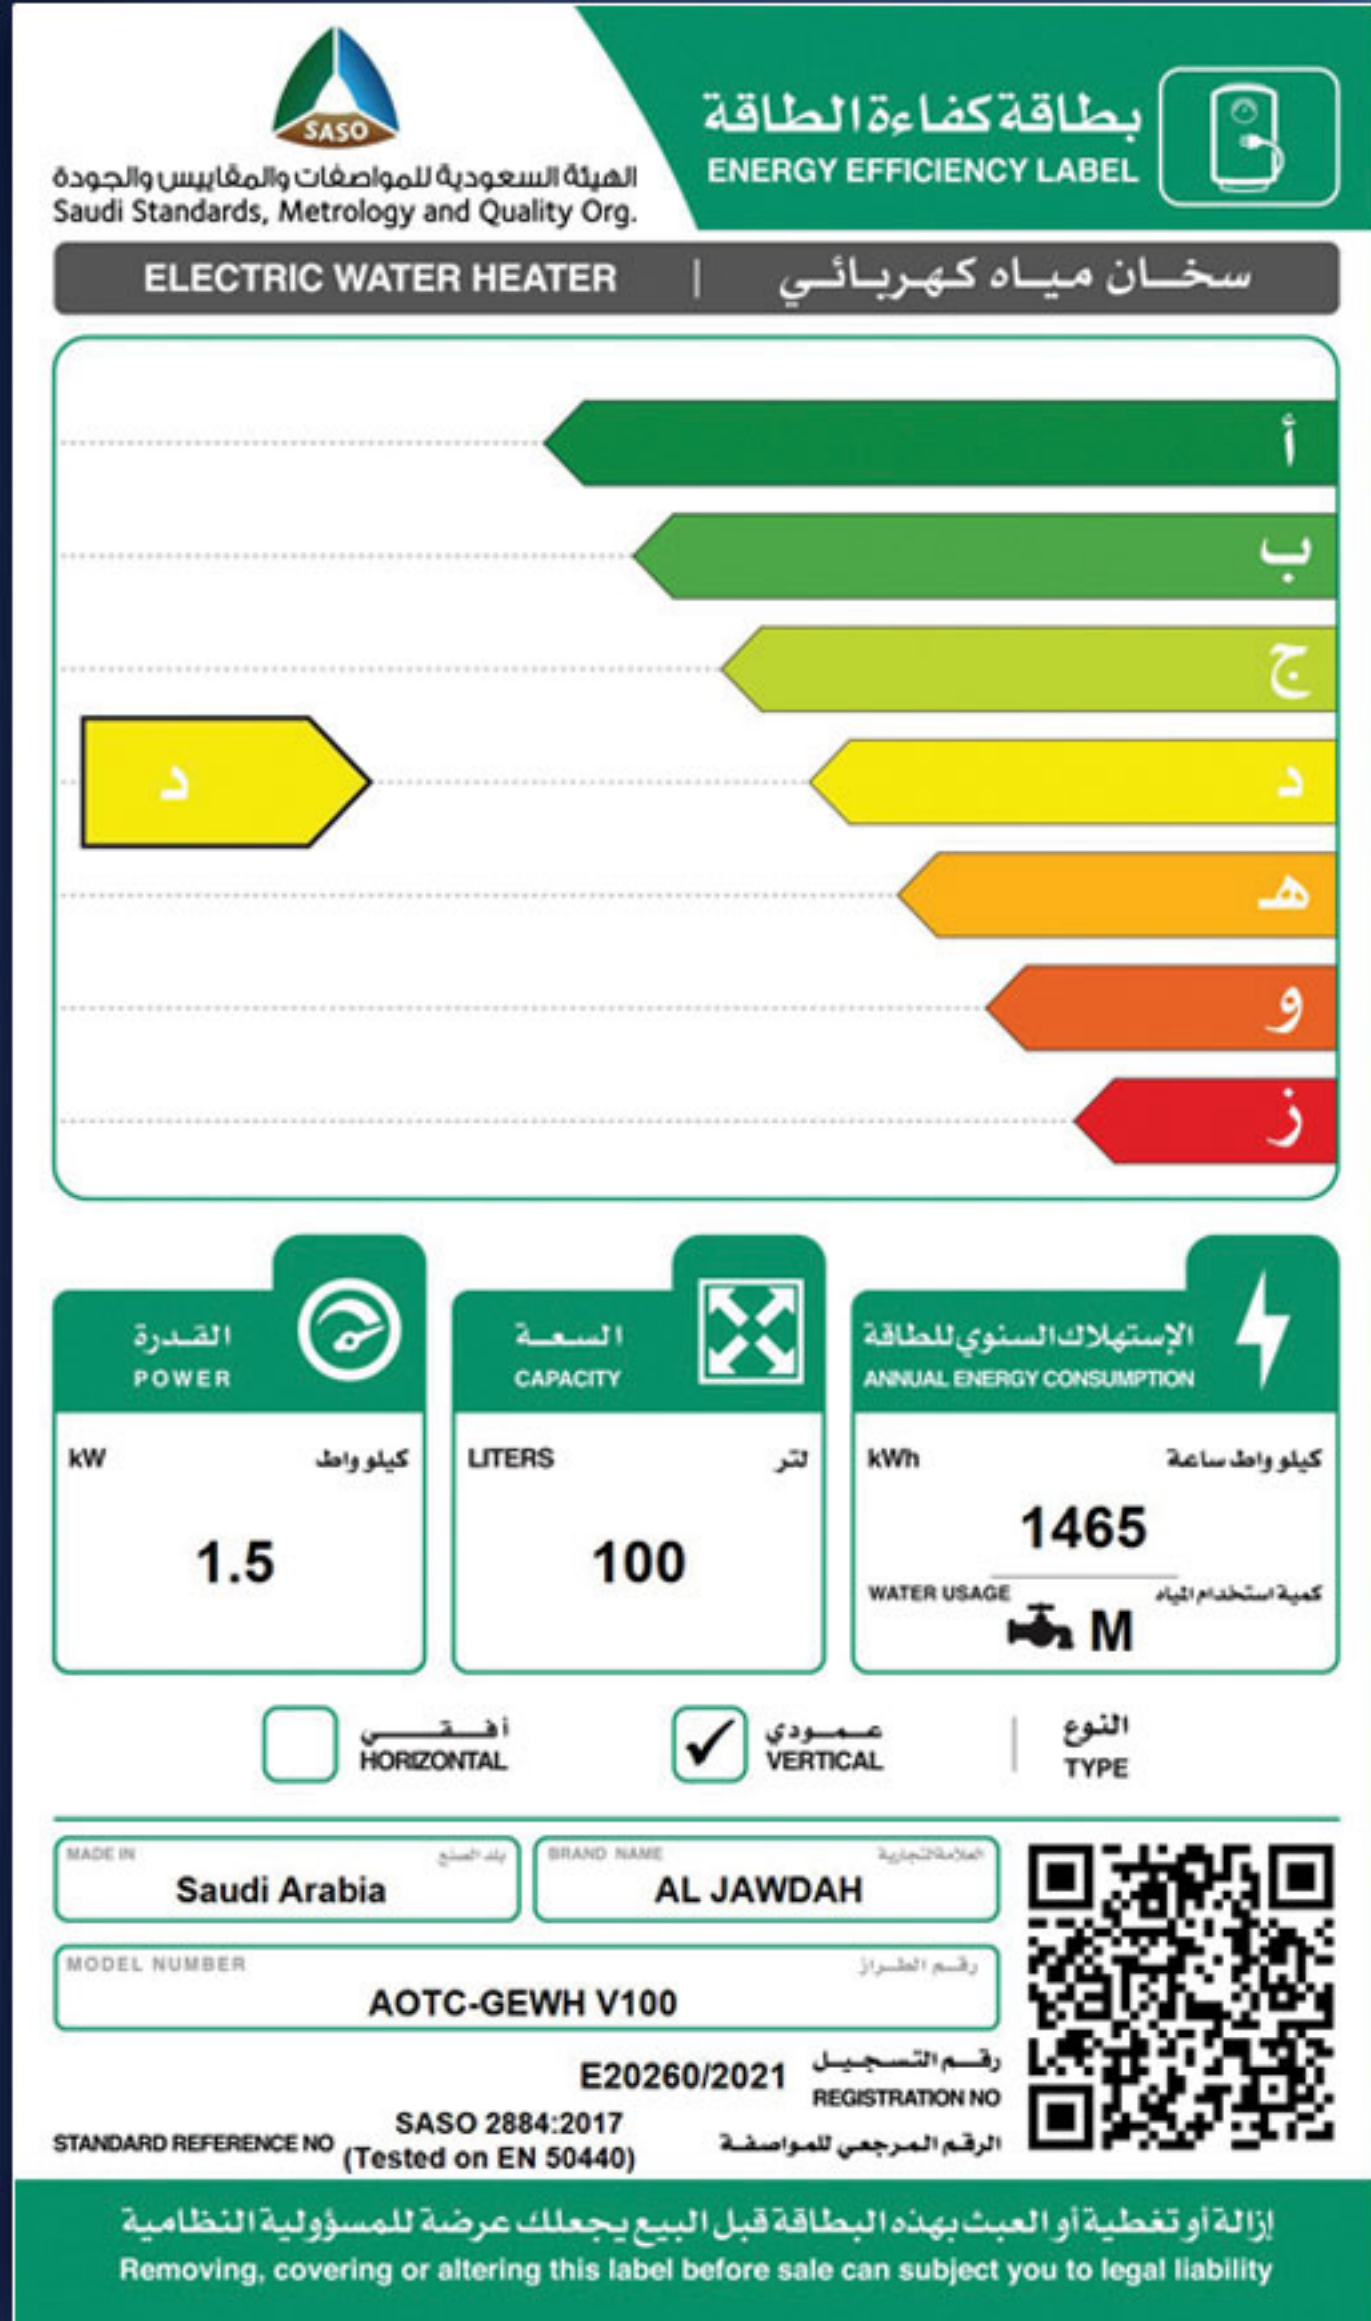 SASO
الهيئة السعودية للمواصفات والمقاييس والجودة
Saudi Standards, Metrology and Quality Org.
بطاقة كفاءة الطاقة
ENERGY EFFICIENCY LABEL
ELECTRIC WATER HEATER | سخان مياه كهربائي
أ
ب
ج
د
د
هـ
و
ز
القدرة
POWER
kW كيلو واط
1.5
السعة
CAPACITY
LITERS لتر
100
الإستهلاك السنوي للطاقة
ANNUAL ENERGY CONSUMPTION
kWh كيلو واط ساعة
1465
WATER USAGE كمية استخدام المياه
M
أفقي
HORIZONTAL
عمودي
VERTICAL
النوع
TYPE
MADE IN بلد الصنع
Saudi Arabia
BRAND NAME العلامة التجارية
AL JAWDAH
MODEL NUMBER رقم الطراز
AOTC-GEWH V100
E20260/2021 رقم التسجيل
REGISTRATION NO
STANDARD REFERENCE NO SASO 2884:2017 الرقم المرجعي للمواصفة
(Tested on EN 50440)
إزالة أو تغطية أو العبث بهذه البطاقة قبل البيع يجعلك عرضة للمسؤولية النظامية
Removing, covering or altering this label before sale can subject you to legal liability